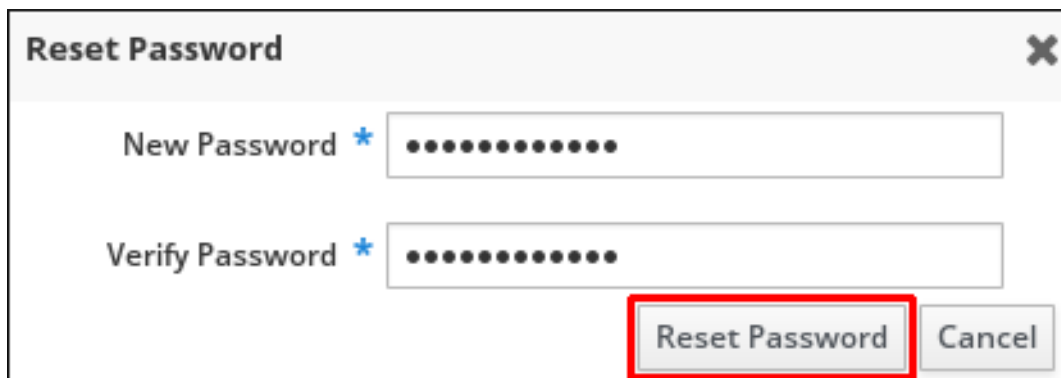 Reset Password
New Password * ••••••••••••
Verify Password * ••••••••••••
Reset Password Cancel